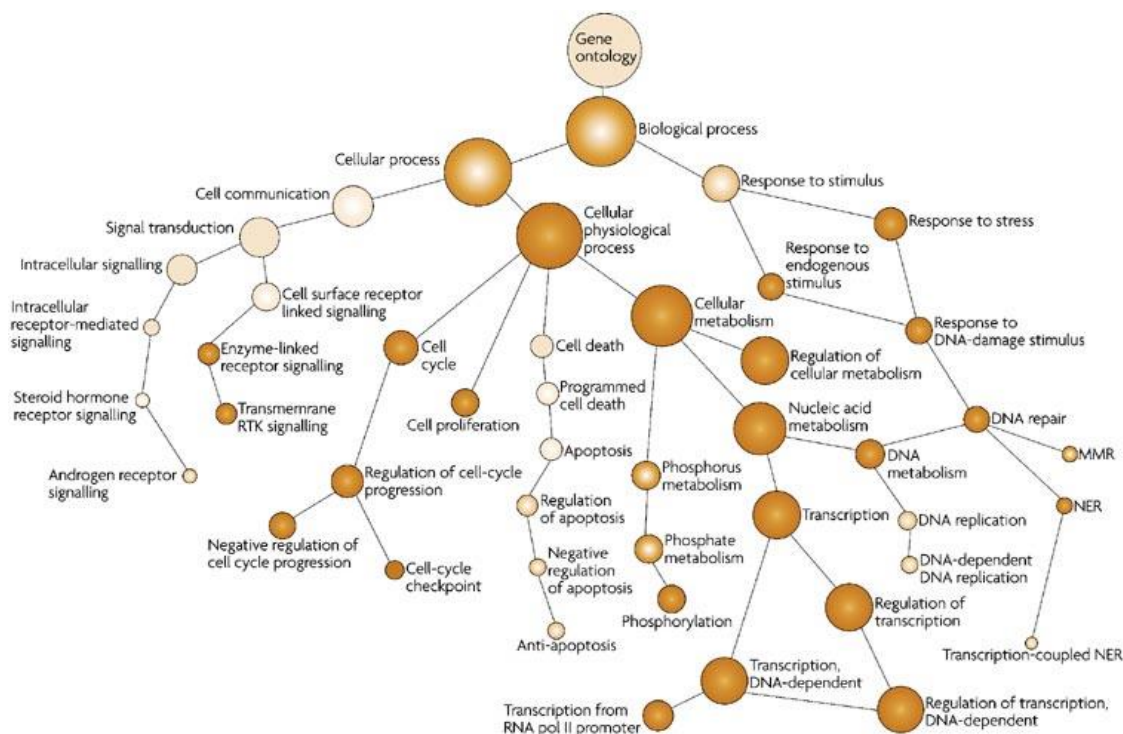 Gene
ontology
Biological process
Cellular process
Response to stimulus
Cell communication
Cellular
physiological
process
Response to stress
Signal transduction
Intracellular signalling
Response to
endogenous
stimulus
Cell surface receptor
linked signalling
Cellular
metabolism
Intracellular
receptor-mediated
signalling
Response to
DNA-damage stimulus
Enzyme-linked
receptor signalling
Cell
cycle
Cell death
Regulation of
cellular metabolism
Steroid hormone
receptor signalling
Transmemrane
RTK signalling
Cell proliferation
Programmed
cell death
Nucleic acid
metabolism
DNA repair
Apoptosis
DNA
metabolism
MMR
Androgen receptor
signalling
Regulation of cell-cycle
progression
Phosphorus
metabolism
Regulation
of apoptosis
Transcription
DNA replication
NER
Negative regulation of
cell cycle progression
Cell-cycle
checkpoint
Negative
regulation
of apoptosis
Phosphate
metabolism
DNA-dependent
DNA replication
Phosphorylation
Regulation of
transcription
Anti-apoptosis
Transcription-coupled NER
Transcription,
DNA-dependent
Transcription from
RNA pol II promoter
Regulation of transcription,
DNA-dependent